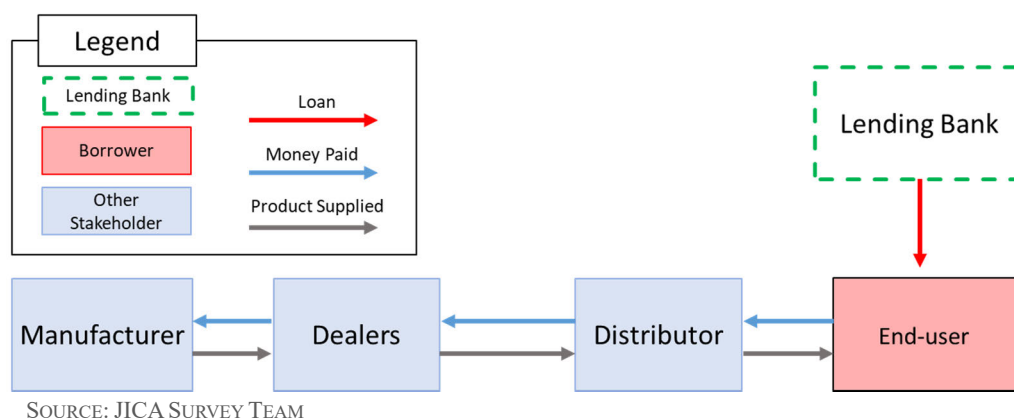 Legend
Lending Bank
Borrower
Other
Stakeholder
Loan
Money Paid
Product Supplied
Lending Bank
Manufacturer
Dealers
Distributor
End-user
SOURCE: JICA SURVEY TEAM